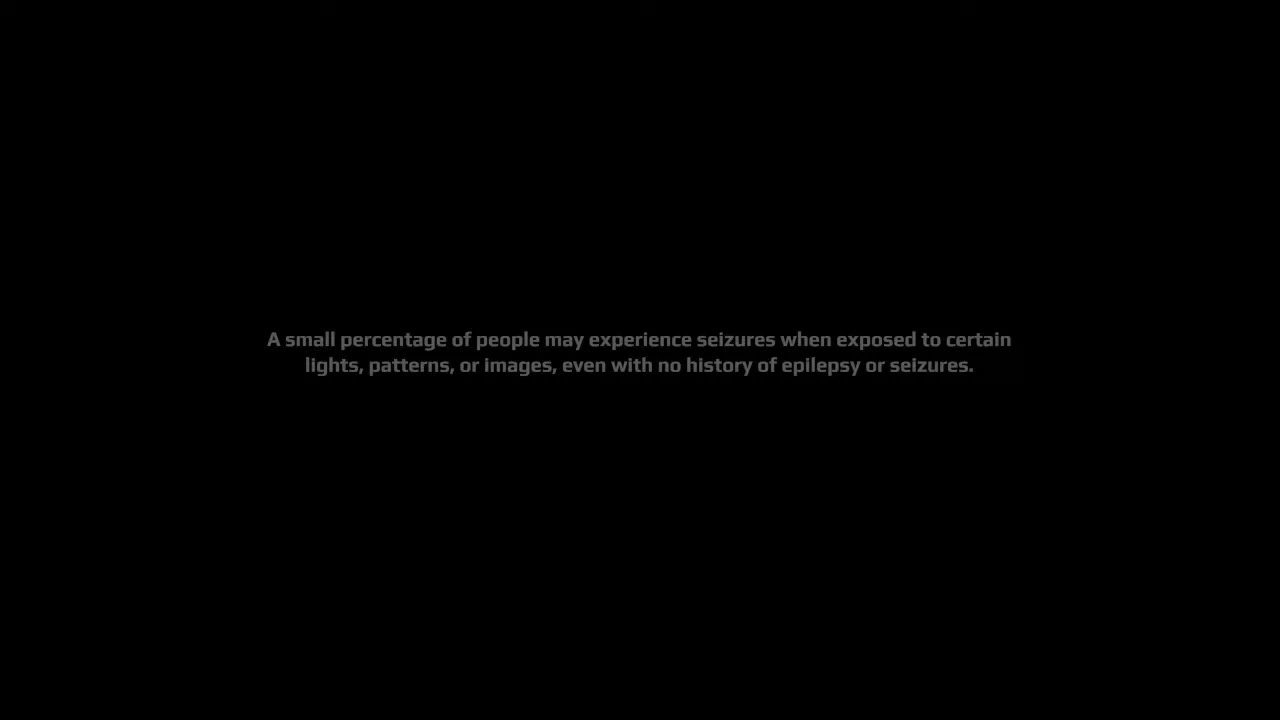 A small percentage of people may experience seizures when exposed to certain
lights, patterns, or images, even with no history of epilepsy or seizures.